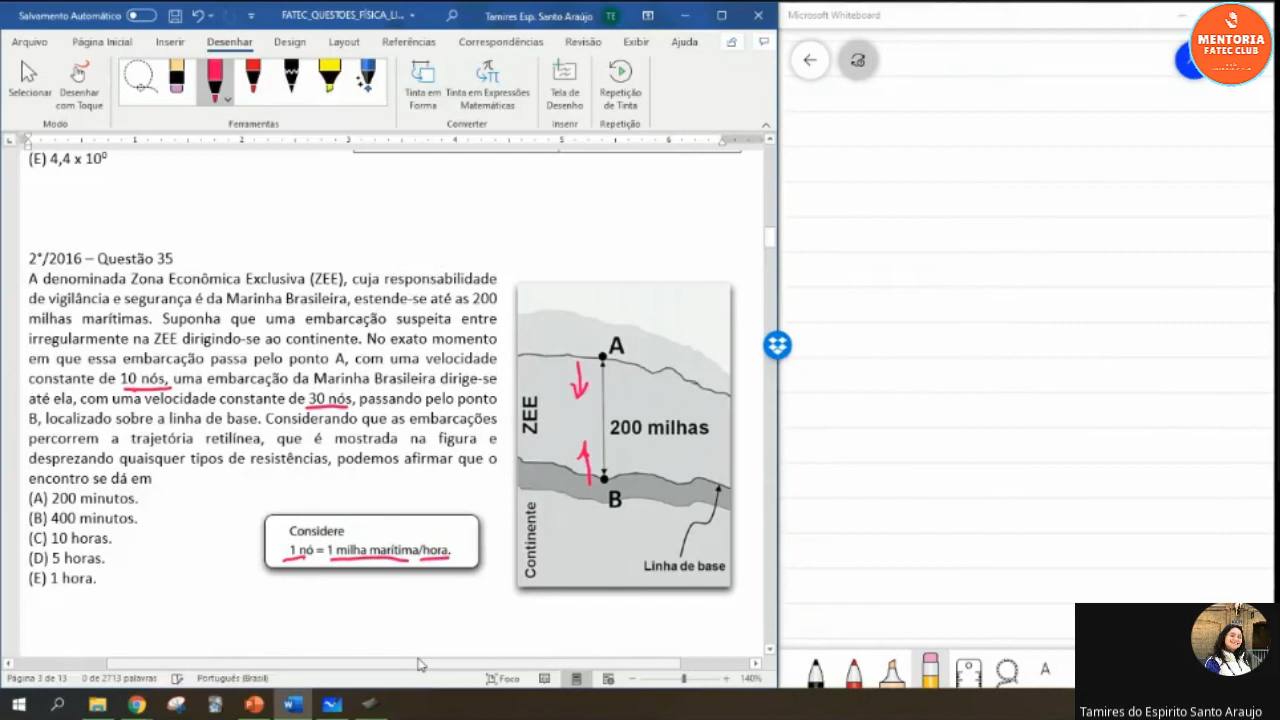 Salvamento Automático
FATEC_QUESTOES_FÍSICA_LI...
Tamires Esp. Santo Araújo
TE
Microsoft Whiteboard
MENTORIA
FATEC CLUB
Arquivo
Página Inicial
Inserir
Desenhar
Design
Layout
Referências
Correspondências
Revisão
Exibir
Ajuda
Selecionar
Desenhar
com Toque
Tinta em
Forma
Tinta em Expressões
Matemáticas
Tela de
Desenho
Repetição
de Tinta
Modo
Ferramentas
Converter
Inserir
Repetição
1 2 3 4 5 6
(E) 4,4 x 10⁰
2°/2016 – Questão 35
A denominada Zona Econômica Exclusiva (ZEE), cuja responsabilidade
de vigilância e segurança é da Marinha Brasileira, estende-se até as 200
milhas marítimas. Suponha que uma embarcação suspeita entre
irregularmente na ZEE dirigindo-se ao continente. No exato momento
em que essa embarcação passa pelo ponto A, com uma velocidade
constante de 10 nós, uma embarcação da Marinha Brasileira dirige-se
até ela, com uma velocidade constante de 30 nós, passando pelo ponto
B, localizado sobre a linha de base. Considerando que as embarcações
percorrem a trajetória retilínea, que é mostrada na figura e
desprezando quaisquer tipos de resistências, podemos afirmar que o
encontro se dá em
(A) 200 minutos.
(B) 400 minutos.
(C) 10 horas.
(D) 5 horas.
(E) 1 hora.
Considere
1 nó = 1 milha marítima/hora.
A
ZEE
200 milhas
B
Continente
Linha de base
Página 3 de 13
0 de 2713 palavras
Português (Brasil)
Foco
140%
A
Tamires do Espirito Santo Araujo